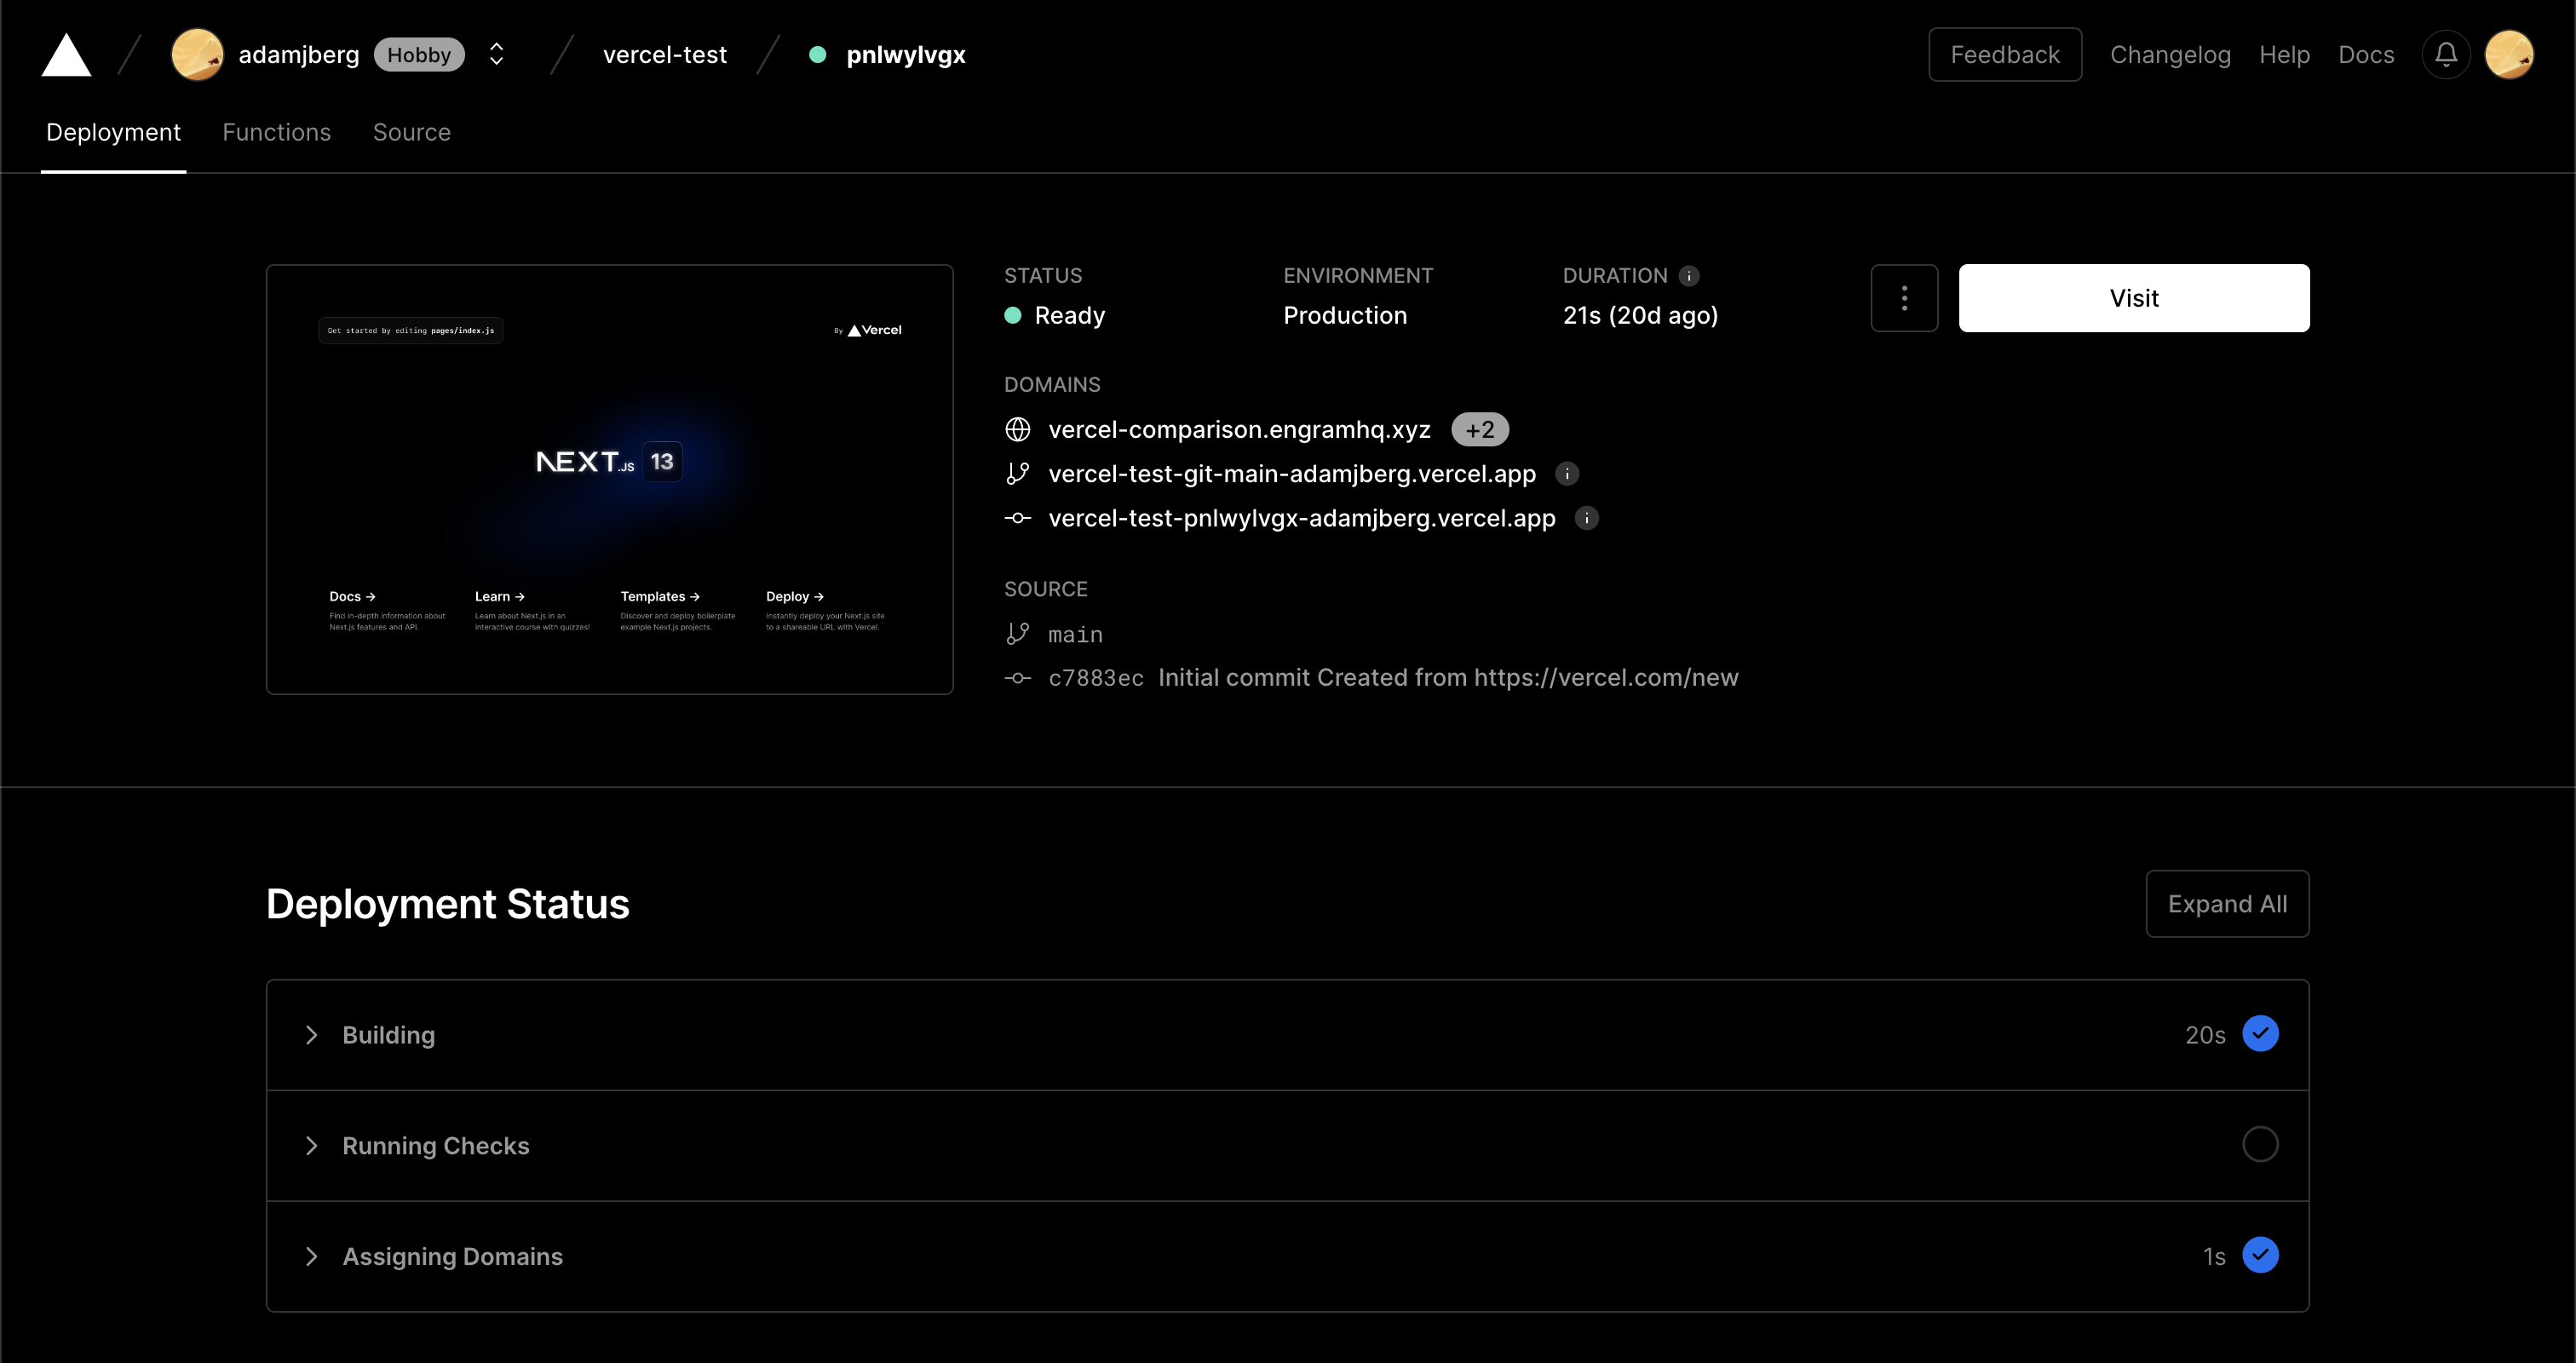 adamjberg Hobby vercel-test pnlwylvgx Feedback Changelog Help Docs
Deployment Functions Source
Get started by editing pages/index.js
By Vercel
NEXT.JS 13
Docs ->
Find in-depth information about
Next.js features and API.
Learn ->
Learn about Next.js in an
interactive course with quizzes!
Templates ->
Discover and deploy boilerplate
example Next.js projects.
Deploy ->
Instantly deploy your Next.js site
to a shareable URL with Vercel.
STATUS
Ready
ENVIRONMENT
Production
DURATION
21s (20d ago)
Visit
DOMAINS
vercel-comparison.engramhq.xyz +2
vercel-test-git-main-adamjberg.vercel.app
vercel-test-pnlwylvgx-adamjberg.vercel.app
SOURCE
main
c7883ec Initial commit Created from https://vercel.com/new
Deployment Status
Expand All
Building 20s
Running Checks
Assigning Domains 1s